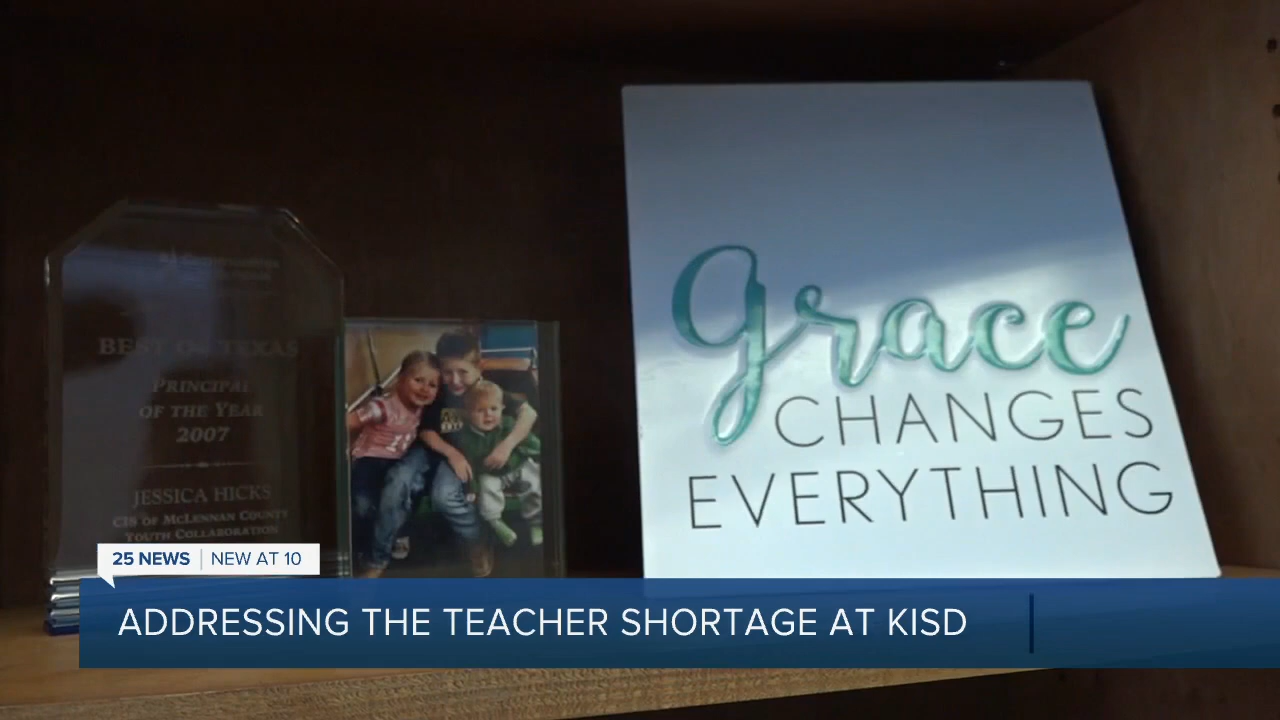 BEST OF TEXAS
PRINCIPAL
OF THE YEAR
2007
JESSICA HICKS
CIS OF MCLENNAN COUNTY
YOUTH COLLABORATION
grace
CHANGES
EVERYTHING
25 NEWS | NEW AT 10
ADDRESSING THE TEACHER SHORTAGE AT KISD